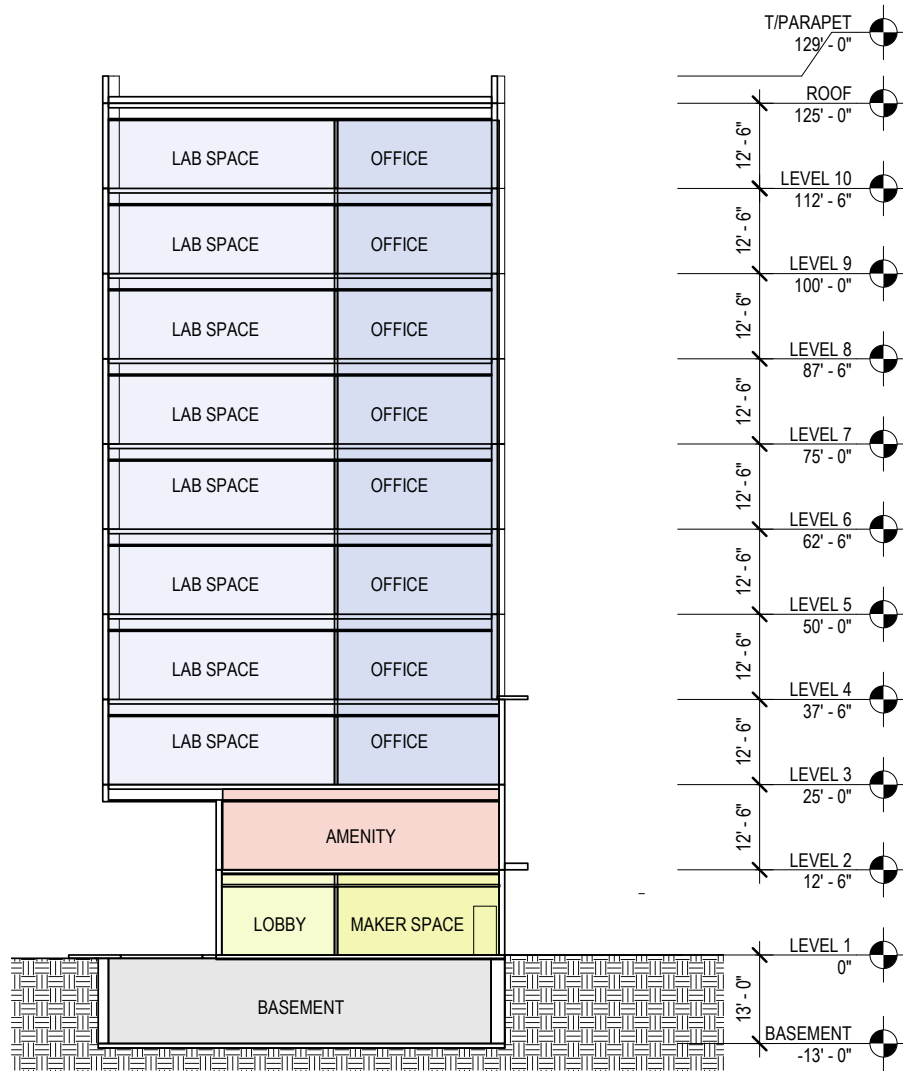 T/PARAPET
129' - 0"
ROOF
125' - 0"
12' - 6"
LAB SPACE OFFICE
LEVEL 10
112' - 6"
12' - 6"
LAB SPACE OFFICE
LEVEL 9
100' - 0"
12' - 6"
LAB SPACE OFFICE
LEVEL 8
87' - 6"
12' - 6"
LAB SPACE OFFICE
LEVEL 7
75' - 0"
12' - 6"
LAB SPACE OFFICE
LEVEL 6
62' - 6"
12' - 6"
LAB SPACE OFFICE
LEVEL 5
50' - 0"
12' - 6"
LAB SPACE OFFICE
LEVEL 4
37' - 6"
12' - 6"
LAB SPACE OFFICE
LEVEL 3
25' - 0"
12' - 6"
AMENITY
LEVEL 2
12' - 6"
LOBBY MAKER SPACE
LEVEL 1
0"
13' - 0"
BASEMENT
BASEMENT
-13' - 0"